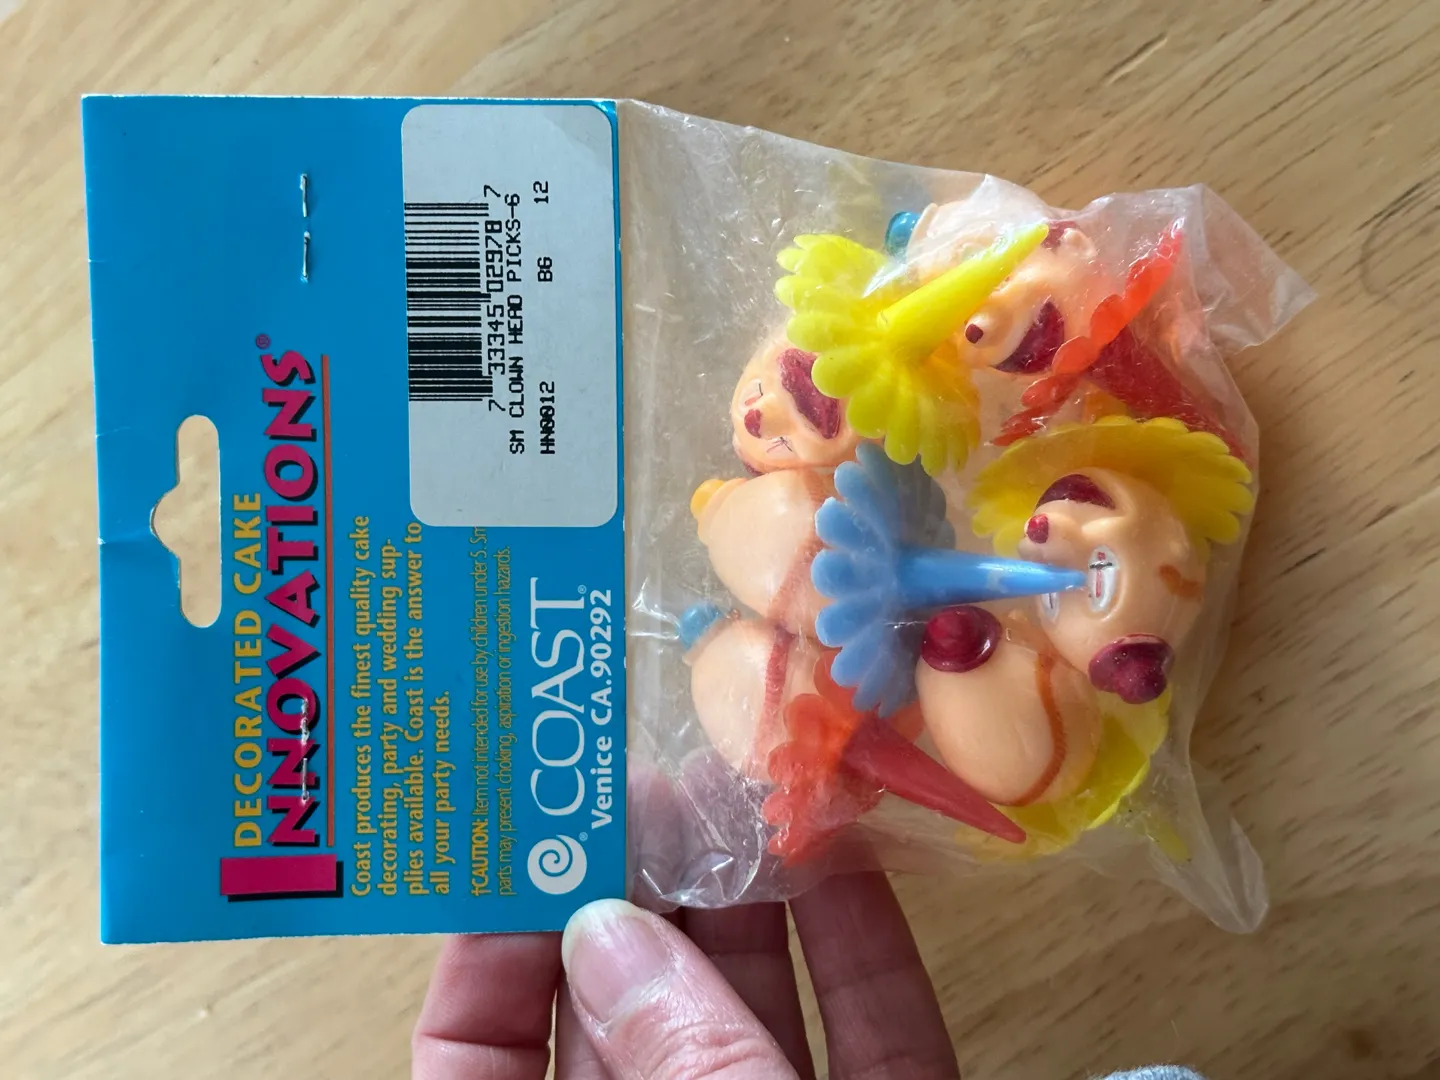 DECORATED CAKE
INNOVATIONS®
Coast produces the finest quality cake
decorating, party and wedding sup-
plies available. Coast is the answer to
all your party needs.
†CAUTION: Item not intended for use by children under 5. Sm
parts may present choking, aspiration or ingestion hazards.
® COAST®
Venice CA.90292
7 33345 02978 7
SM CLOWN HEAD PICKS-6
HN0012 BG 12